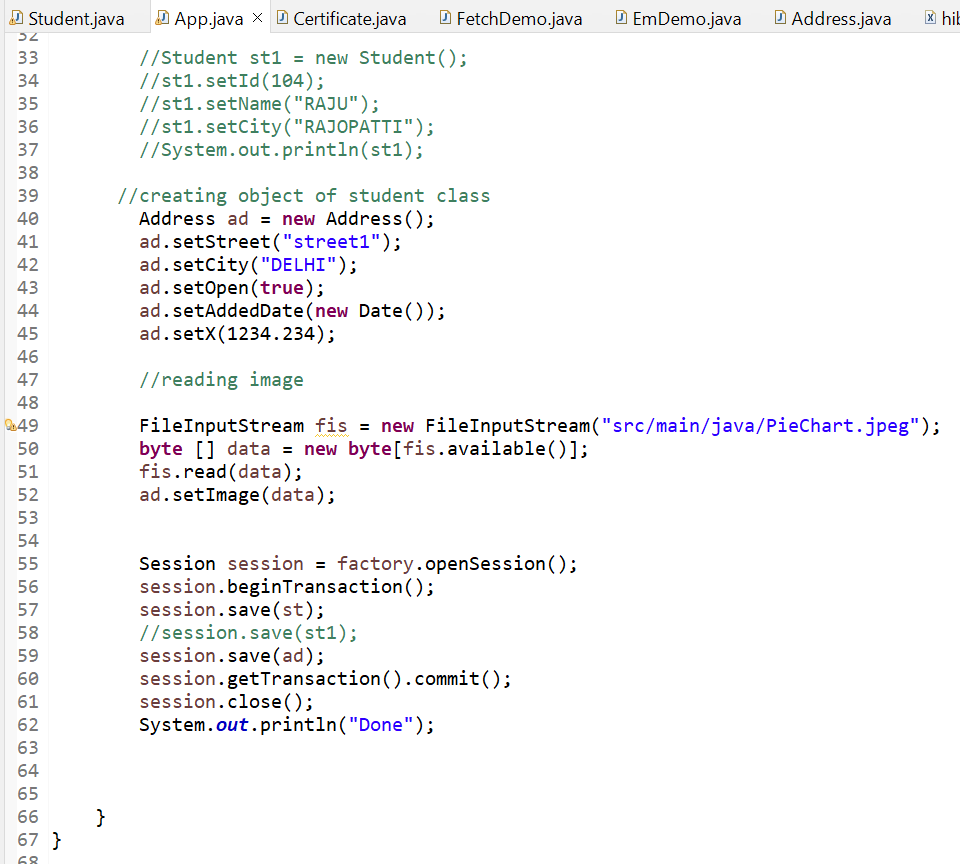 Student.java App.java Certificate.java FetchDemo.java EmDemo.java Address.java hib
32
33 //Student st1 = new Student();
34 //st1.setId(104);
35 //st1.setName("RAJU");
36 //st1.setCity("RAJOPATTI");
37 //System.out.println(st1);
38
39 //creating object of student class
40 Address ad = new Address();
41 ad.setStreet("street1");
42 ad.setCity("DELHI");
43 ad.setOpen(true);
44 ad.setAddedDate(new Date());
45 ad.setX(1234.234);
46
47 //reading image
48
49 FileInputStream fis = new FileInputStream("src/main/java/PieChart.jpeg");
50 byte [] data = new byte[fis.available()];
51 fis.read(data);
52 ad.setImage(data);
53
54
55 Session session = factory.openSession();
56 session.beginTransaction();
57 session.save(st);
58 //session.save(st1);
59 session.save(ad);
60 session.getTransaction().commit();
61 session.close();
62 System.out.println("Done");
63
64
65
66 }
67 }
68